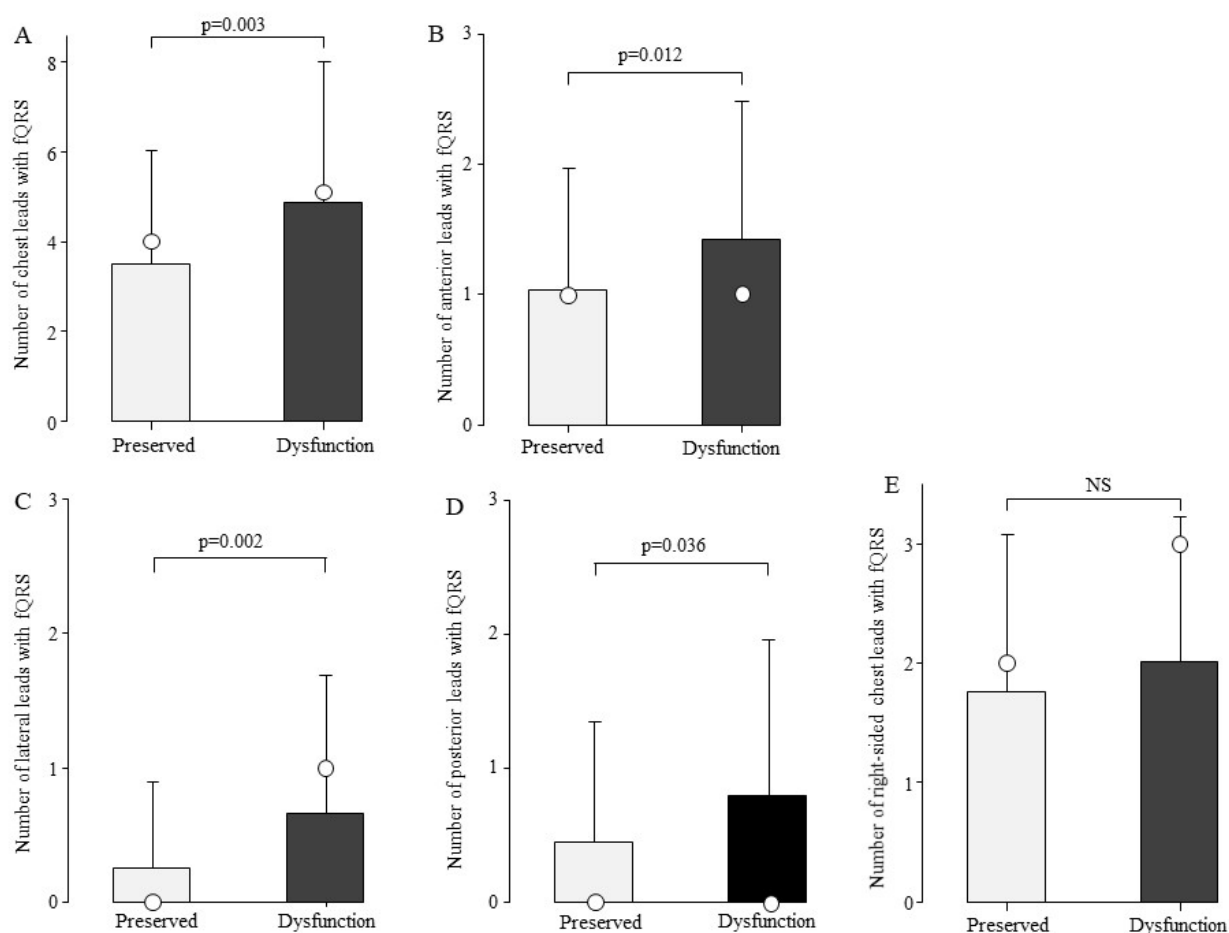 A
p=0.003
Number of chest leads with fQRS
8
6
4
2
0
Preserved
Dysfunction
B
p=0.012
Number of anterior leads with fQRS
3
2
1
0
Preserved
Dysfunction
C
p=0.002
Number of lateral leads with fQRS
3
2
1
0
Preserved
Dysfunction
D
p=0.036
Number of posterior leads with fQRS
3
2
1
0
Preserved
Dysfunction
E
NS
Number of right-sided chest leads with fQRS
3
2
1
0
Preserved
Dysfunction